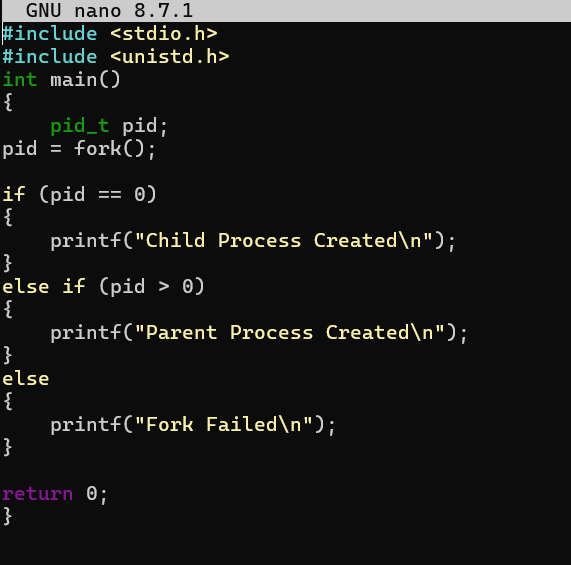 GNU nano 8.7.1
#include <stdio.h>
#include <unistd.h>
int main()
{
    pid_t pid;
pid = fork();

if (pid == 0)
{
    printf("Child Process Created\n");
}
else if (pid > 0)
{
    printf("Parent Process Created\n");
}
else
{
    printf("Fork Failed\n");
}

return 0;
}